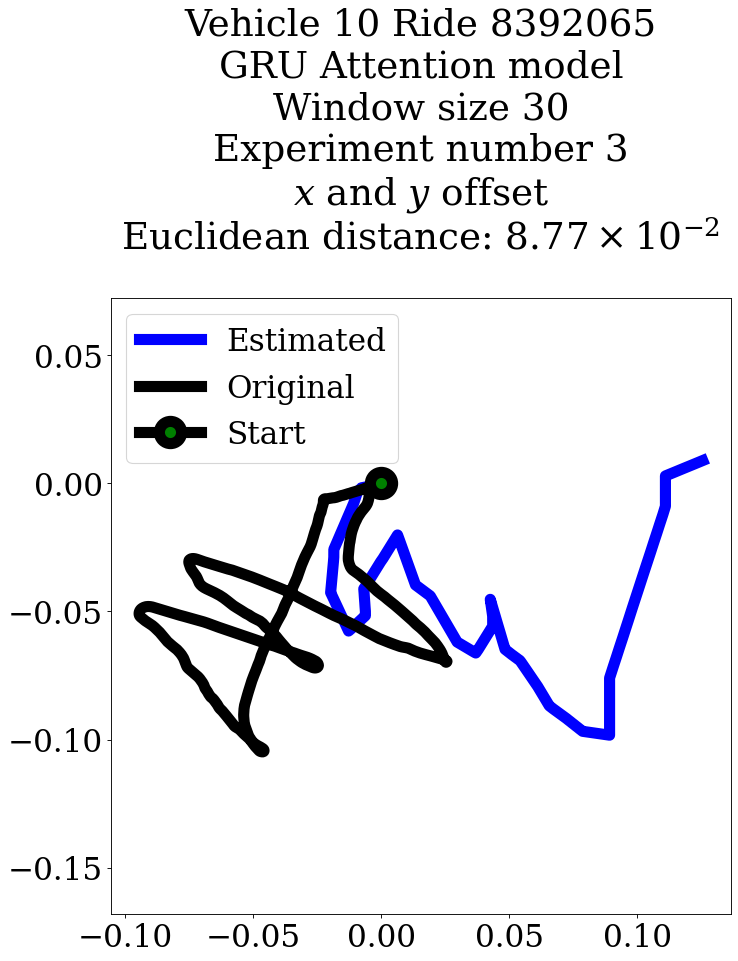 Vehicle 10 Ride 8392065
GRU Attention model
Window size 30
Experiment number 3
x and y offset
Euclidean distance: 8.77 × 10⁻²
Estimated
Original
Start
0.05
0.00
−0.05
−0.10
−0.15
−0.10 −0.05 0.00 0.05 0.10